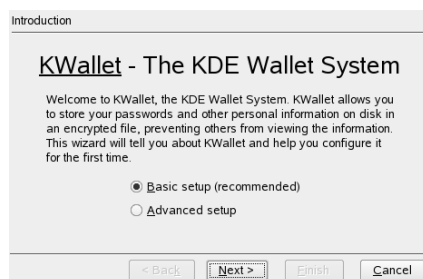 Introduction
KWallet - The KDE Wallet System
Welcome to KWallet, the KDE Wallet System. KWallet allows you
to store your passwords and other personal information on disk in
an encrypted file, preventing others from viewing the information.
This wizard will tell you about KWallet and help you configure it
for the first time.
Basic setup (recommended)
Advanced setup
< Back Next > Finish Cancel